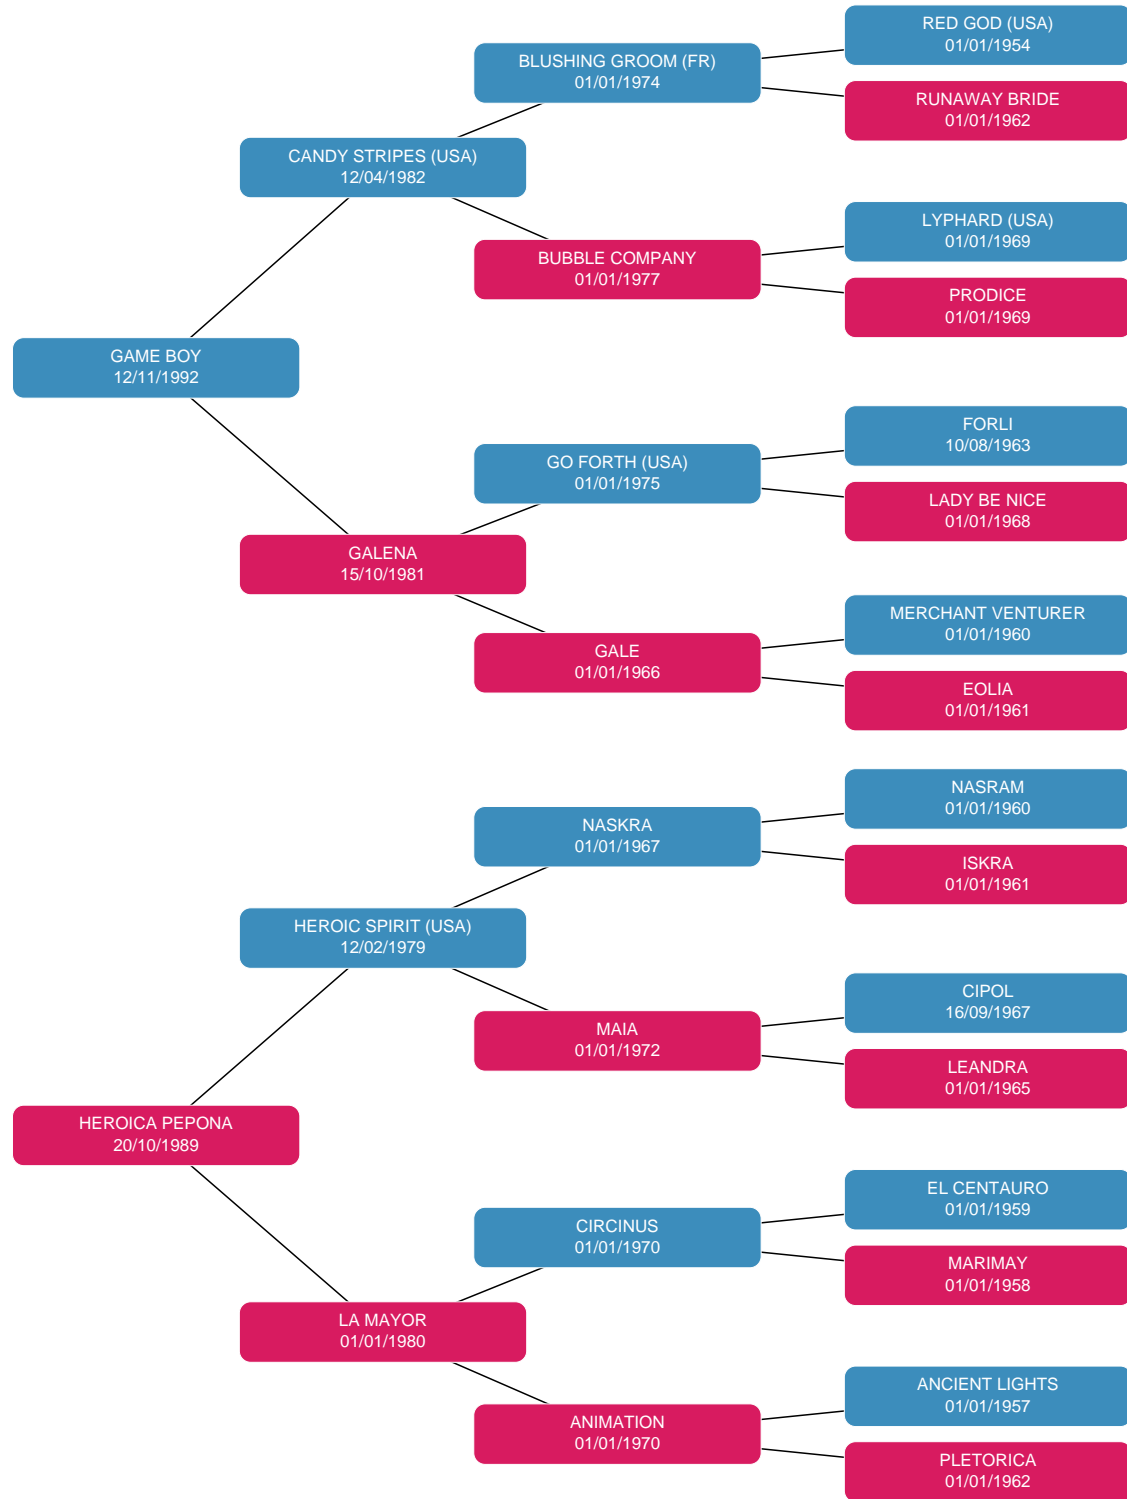 RED GOD (USA)
01/01/1954
BLUSHING GROOM (FR)
01/01/1974
RUNAWAY BRIDE
01/01/1962
CANDY STRIPES (USA)
12/04/1982
LYPHARD (USA)
01/01/1969
BUBBLE COMPANY
01/01/1977
PRODICE
01/01/1969
GAME BOY
12/11/1992
FORLI
10/08/1963
GO FORTH (USA)
01/01/1975
LADY BE NICE
01/01/1968
GALENA
15/10/1981
MERCHANT VENTURER
01/01/1960
GALE
01/01/1966
EOLIA
01/01/1961
NASRAM
01/01/1960
NASKRA
01/01/1967
ISKRA
01/01/1961
HEROIC SPIRIT (USA)
12/02/1979
CIPOL
16/09/1967
MAIA
01/01/1972
LEANDRA
01/01/1965
HEROICA PEPONA
20/10/1989
EL CENTAURO
01/01/1959
CIRCINUS
01/01/1970
MARIMAY
01/01/1958
LA MAYOR
01/01/1980
ANCIENT LIGHTS
01/01/1957
ANIMATION
01/01/1970
PLETORICA
01/01/1962